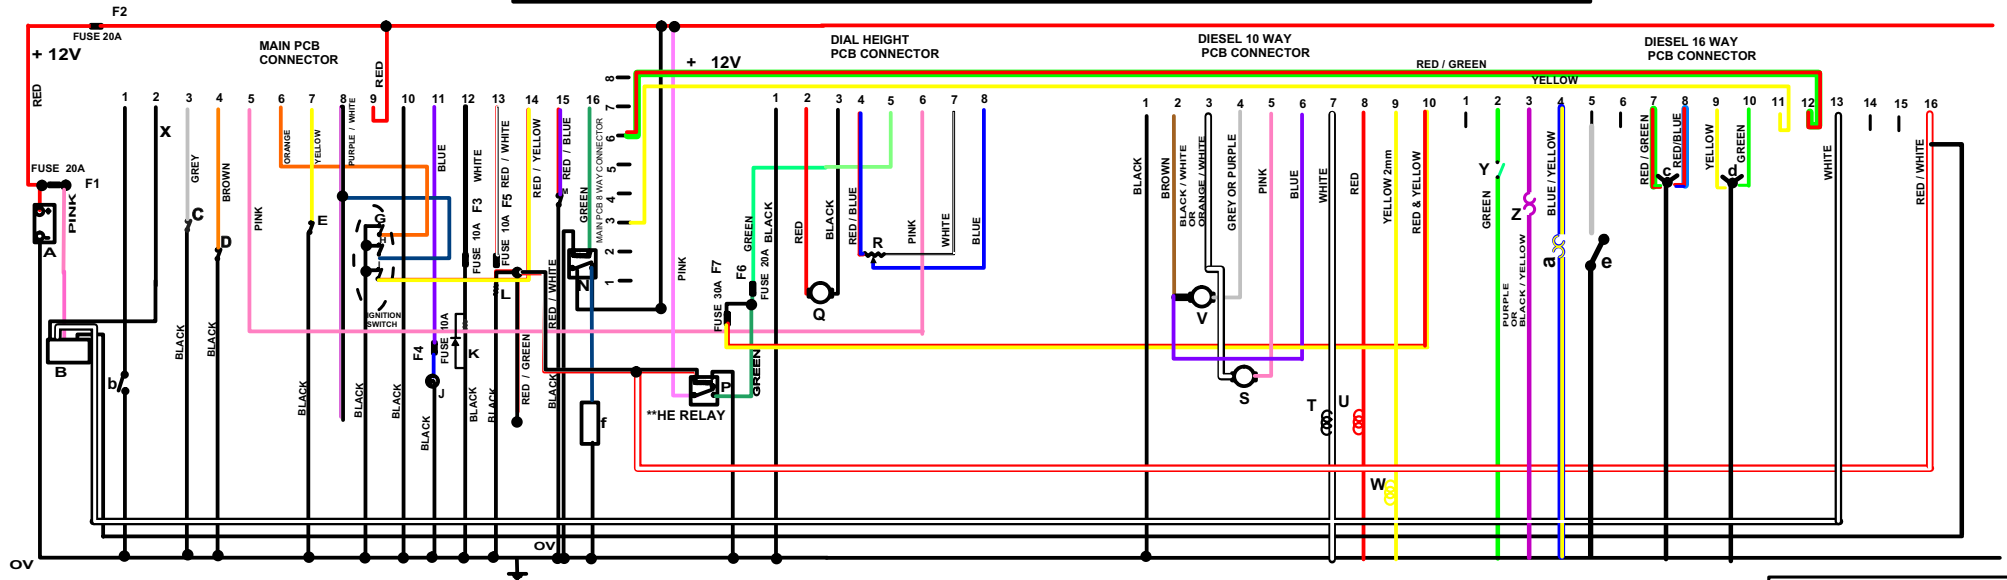 F2
FUSE 20A
+ 12V
MAIN PCB
CONNECTOR
DIAL HEIGHT
PCB CONNECTOR
DIESEL 10 WAY
PCB CONNECTOR
DIESEL 16 WAY
PCB CONNECTOR
+ 12V
RED / GREEN
YELLOW
RED
RED
1 2 3 4 5 6 7 8 9 10 11 12 13 14 15 16
8
7
6
5
4
3
2
1
MAIN PCB 8 WAY CONNECTOR
1 2 3 4 5 6 7 8
1 2 3 4 5 6 7 8 9 10
1 2 3 4 5 6 7 8 9 10 11 12 13 14 15 16
X
GREY
BROWN
PINK
ORANGE
YELLOW
PURPLE / WHITE
BLUE
WHITE
FUSE 10A F3
RED / WHITE
FUSE 10A F5
RED / YELLOW
RED / BLUE
GREEN
FUSE 20A
F1
PINK
A
B
b
C
D
E
G
H
I
IGNITION
SWITCH
F4
FUSE 10A
J
K
L
M
N
f
BLACK
BLACK
BLACK
BLACK
BLACK
BLACK
BLACK
BLACK
RED / GREEN
RED / WHITE
BLACK
PINK
FUSE 30A F7
GREEN
F6
FUSE 20A
BLACK
GREEN
P
**HE RELAY
RED
BLACK
Q
RED / BLUE
R
PINK
WHITE
BLUE
BLACK
BROWN
BLACK / WHITE
OR
ORANGE / WHITE
GREY OR PURPLE
PINK
BLUE
WHITE
RED
YELLOW 2mm
RED & YELLOW
V
S
T
U
W
Y
GREEN
Z
PURPLE
OR
BLACK / YELLOW
BLUE / YELLOW
a
e
RED / GREEN
RED/BLUE
c
YELLOW
GREEN
d
WHITE
RED / WHITE
OV
OV